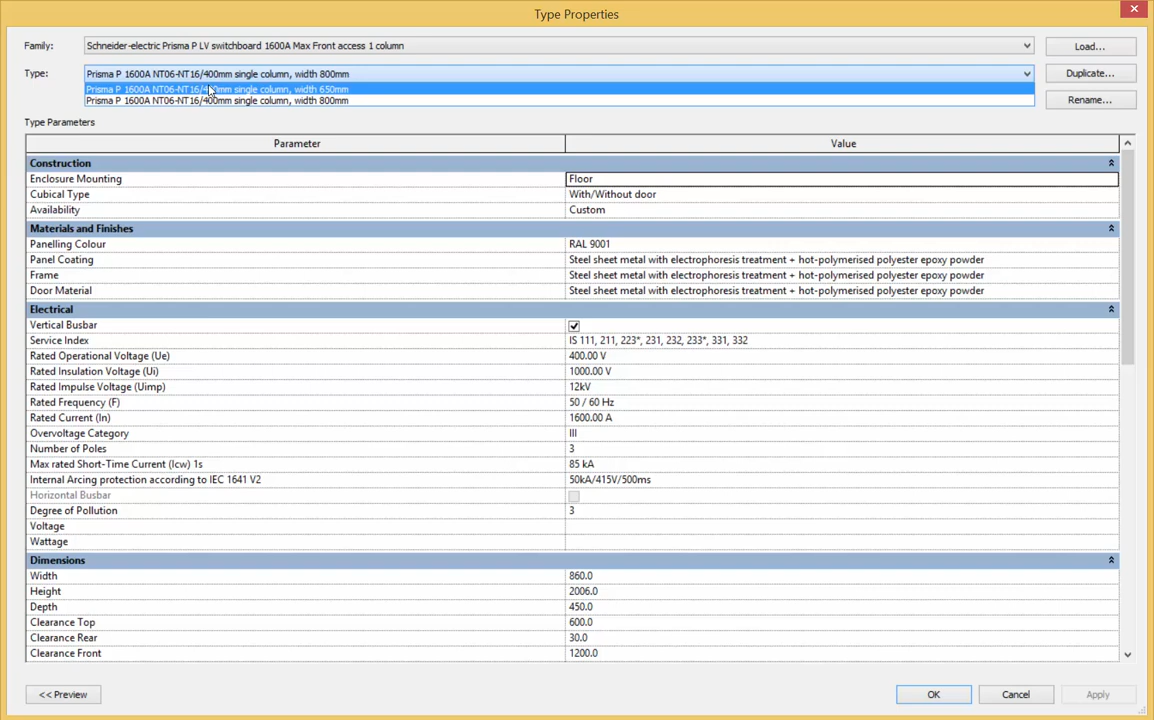 Type Properties
Family: Schneider-electric Prisma P LV switchboard 1600A Max Front access 1 column Load...
Type: Prisma P 1600A NT06-NT16/400mm single column, width 800mm Duplicate...
Prisma P 1600A NT06-NT16/400mm single column, width 650mm
Prisma P 1600A NT06-NT16/400mm single column, width 800mm Rename...
Type Parameters
Parameter Value
Construction
Enclosure Mounting Floor
Cubical Type With/Without door
Availability Custom
Materials and Finishes
Panelling Colour RAL 9001
Panel Coating Steel sheet metal with electrophoresis treatment + hot-polymerised polyester epoxy powder
Frame Steel sheet metal with electrophoresis treatment + hot-polymerised polyester epoxy powder
Door Material Steel sheet metal with electrophoresis treatment + hot-polymerised polyester epoxy powder
Electrical
Vertical Busbar
Service Index IS 111, 211, 223*, 231, 232, 233*, 331, 332
Rated Operational Voltage (Ue) 400.00 V
Rated Insulation Voltage (Ui) 1000.00 V
Rated Impulse Voltage (Uimp) 12kV
Rated Frequency (F) 50 / 60 Hz
Rated Current (In) 1600.00 A
Overvoltage Category III
Number of Poles 3
Max rated Short-Time Current (Icw) 1s 85 kA
Internal Arcing protection according to IEC 1641 V2 50kA/415V/500ms
Horizontal Busbar
Degree of Pollution 3
Voltage
Wattage
Dimensions
Width 860.0
Height 2006.0
Depth 450.0
Clearance Top 600.0
Clearance Rear 30.0
Clearance Front 1200.0
<< Preview OK Cancel Apply